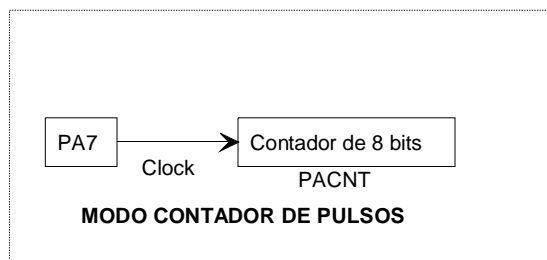 PA7
Contador de 8 bits
Clock
PACNT
MODO CONTADOR DE PULSOS